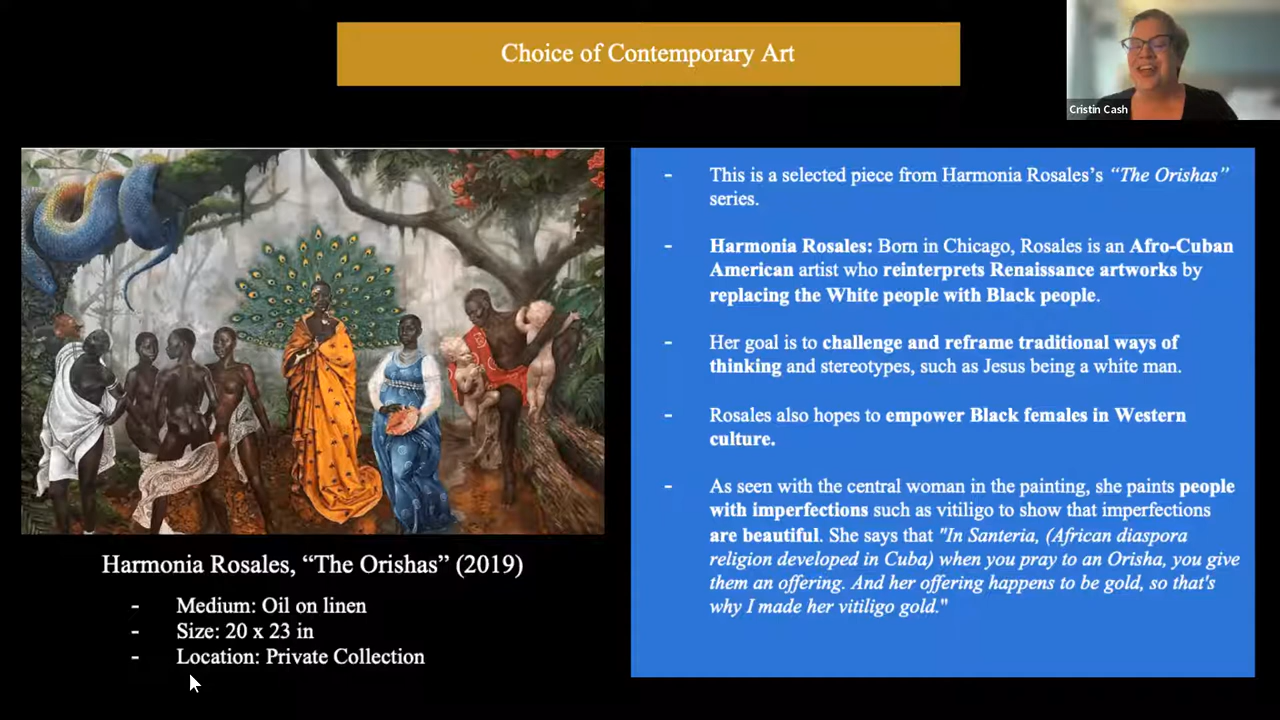 Choice of Contemporary Art
Cristin Cash
Harmonia Rosales, “The Orishas” (2019)
- Medium: Oil on linen
- Size: 20 x 23 in
- Location: Private Collection
- This is a selected piece from Harmonia Rosales’s “The Orishas”
series.
- Harmonia Rosales: Born in Chicago, Rosales is an Afro-Cuban
American artist who reinterprets Renaissance artworks by
replacing the White people with Black people.
- Her goal is to challenge and reframe traditional ways of
thinking and stereotypes, such as Jesus being a white man.
- Rosales also hopes to empower Black females in Western
culture.
- As seen with the central woman in the painting, she paints people
with imperfections such as vitiligo to show that imperfections
are beautiful. She says that "In Santeria, (African diaspora
religion developed in Cuba) when you pray to an Orisha, you give
them an offering. And her offering happens to be gold, so that's
why I made her vitiligo gold."